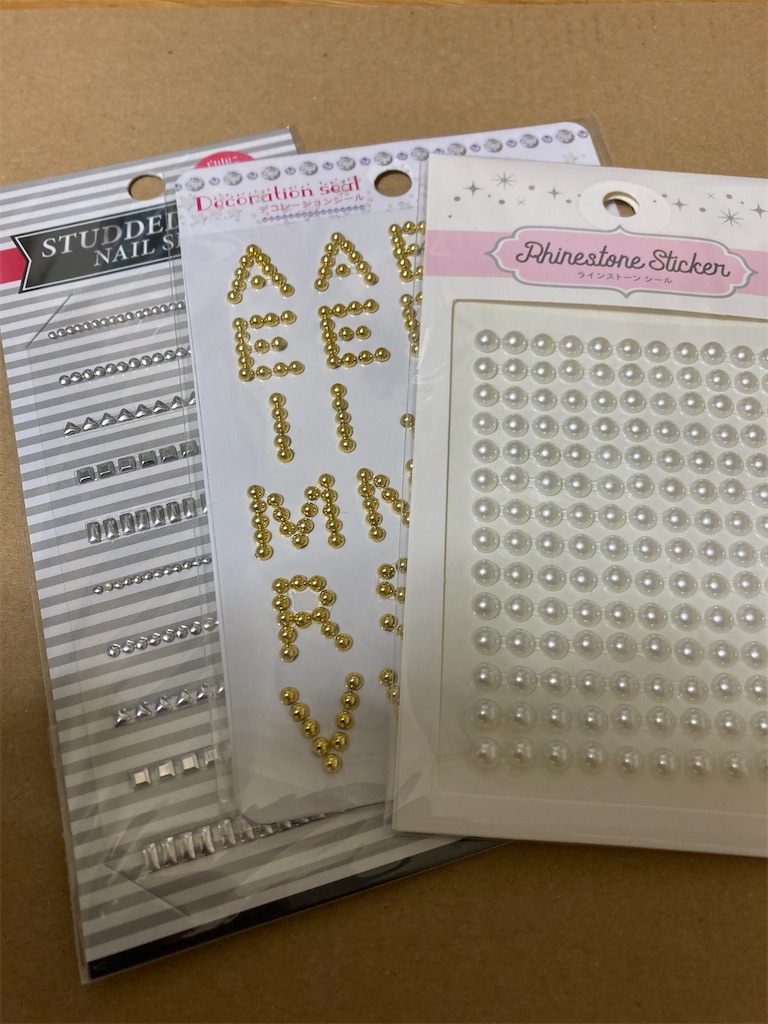 STUDDED
NAIL S
Decoration seal
デコレーションシール
A A E
E E
I I
M M
R
V
Rhinestone Sticker
ラインストーン シール